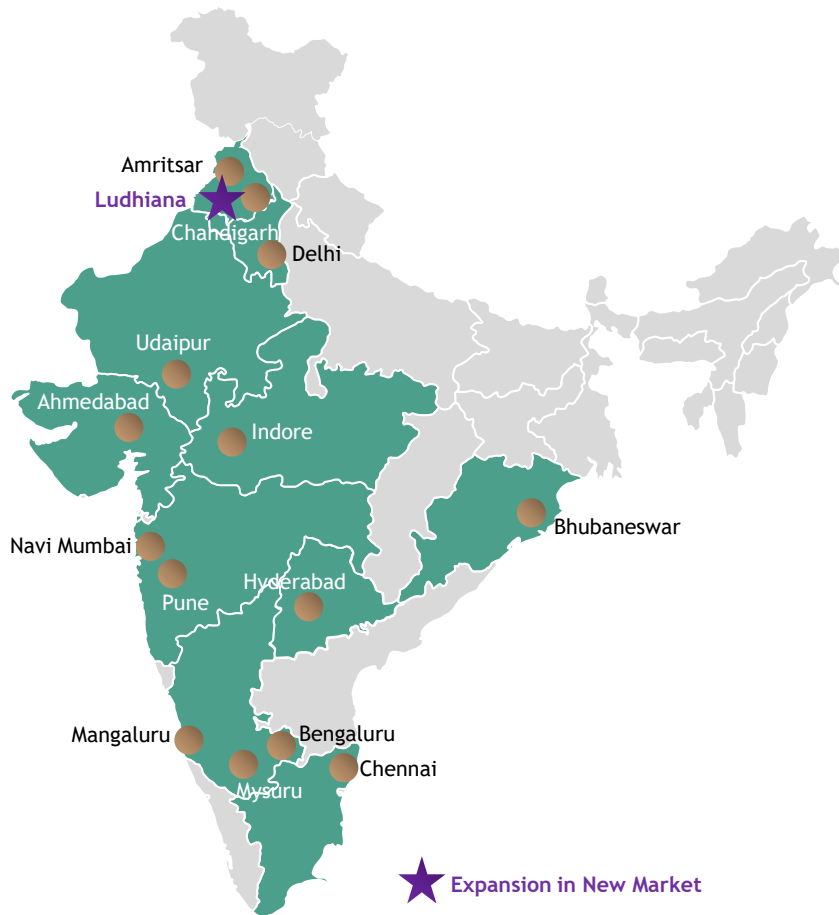 Amritsar
Ludhiana
Chandigarh
Delhi
Udaipur
Ahmedabad
Indore
Bhubaneswar
Navi Mumbai
Hyderabad
Pune
Mangaluru
Bengaluru
Chennai
Mysuru
Expansion in New Market